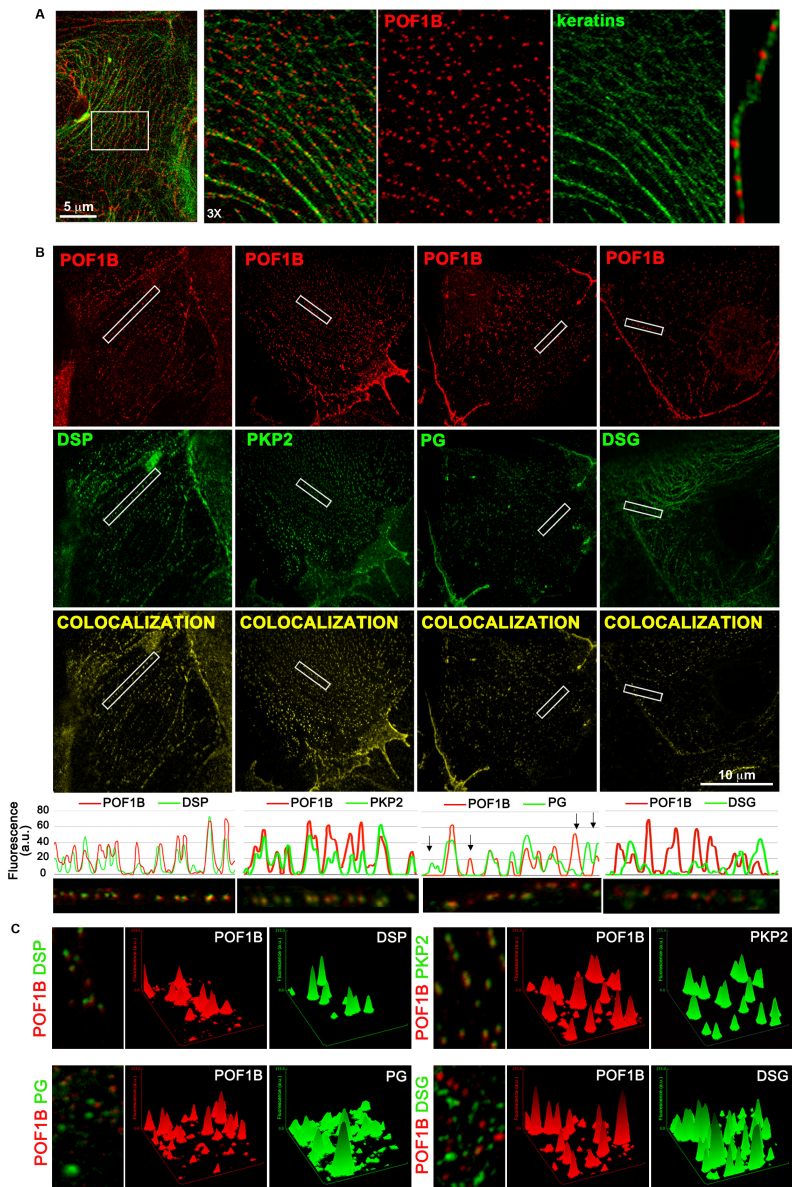 A
POF1B
keratins
5 μm
3X
B
POF1B
POF1B
POF1B
POF1B
DSP
PKP2
PG
DSG
COLOCALIZATION
COLOCALIZATION
COLOCALIZATION
COLOCALIZATION
10 μm
POF1B DSP
POF1B PKP2
POF1B PG
POF1B DSG
Fluorescence
(a.u.)
80
60
40
20
0
C
POF1B DSP
POF1B
DSP
POF1B PKP2
POF1B
PKP2
POF1B PG
POF1B
PG
POF1B DSG
POF1B
DSG